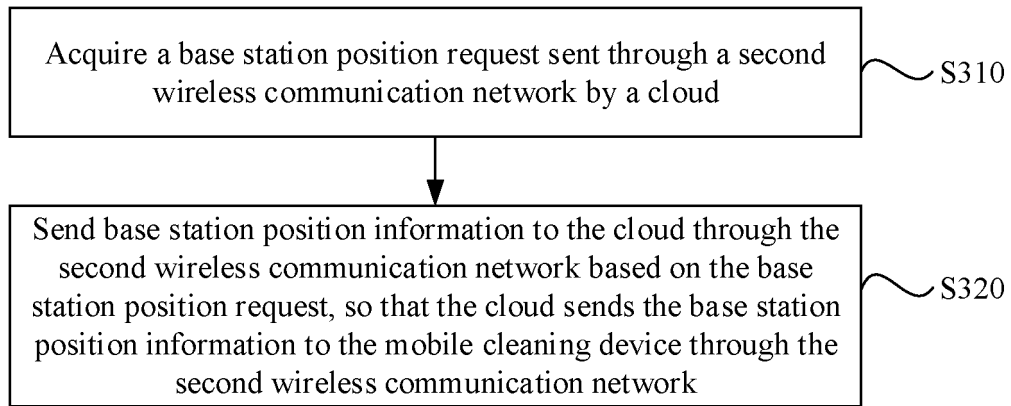 Acquire a base station position request sent through a second
wireless communication network by a cloud
S310
Send base station position information to the cloud through the
second wireless communication network based on the base
station position request, so that the cloud sends the base station
position information to the mobile cleaning device through the
second wireless communication network
S320